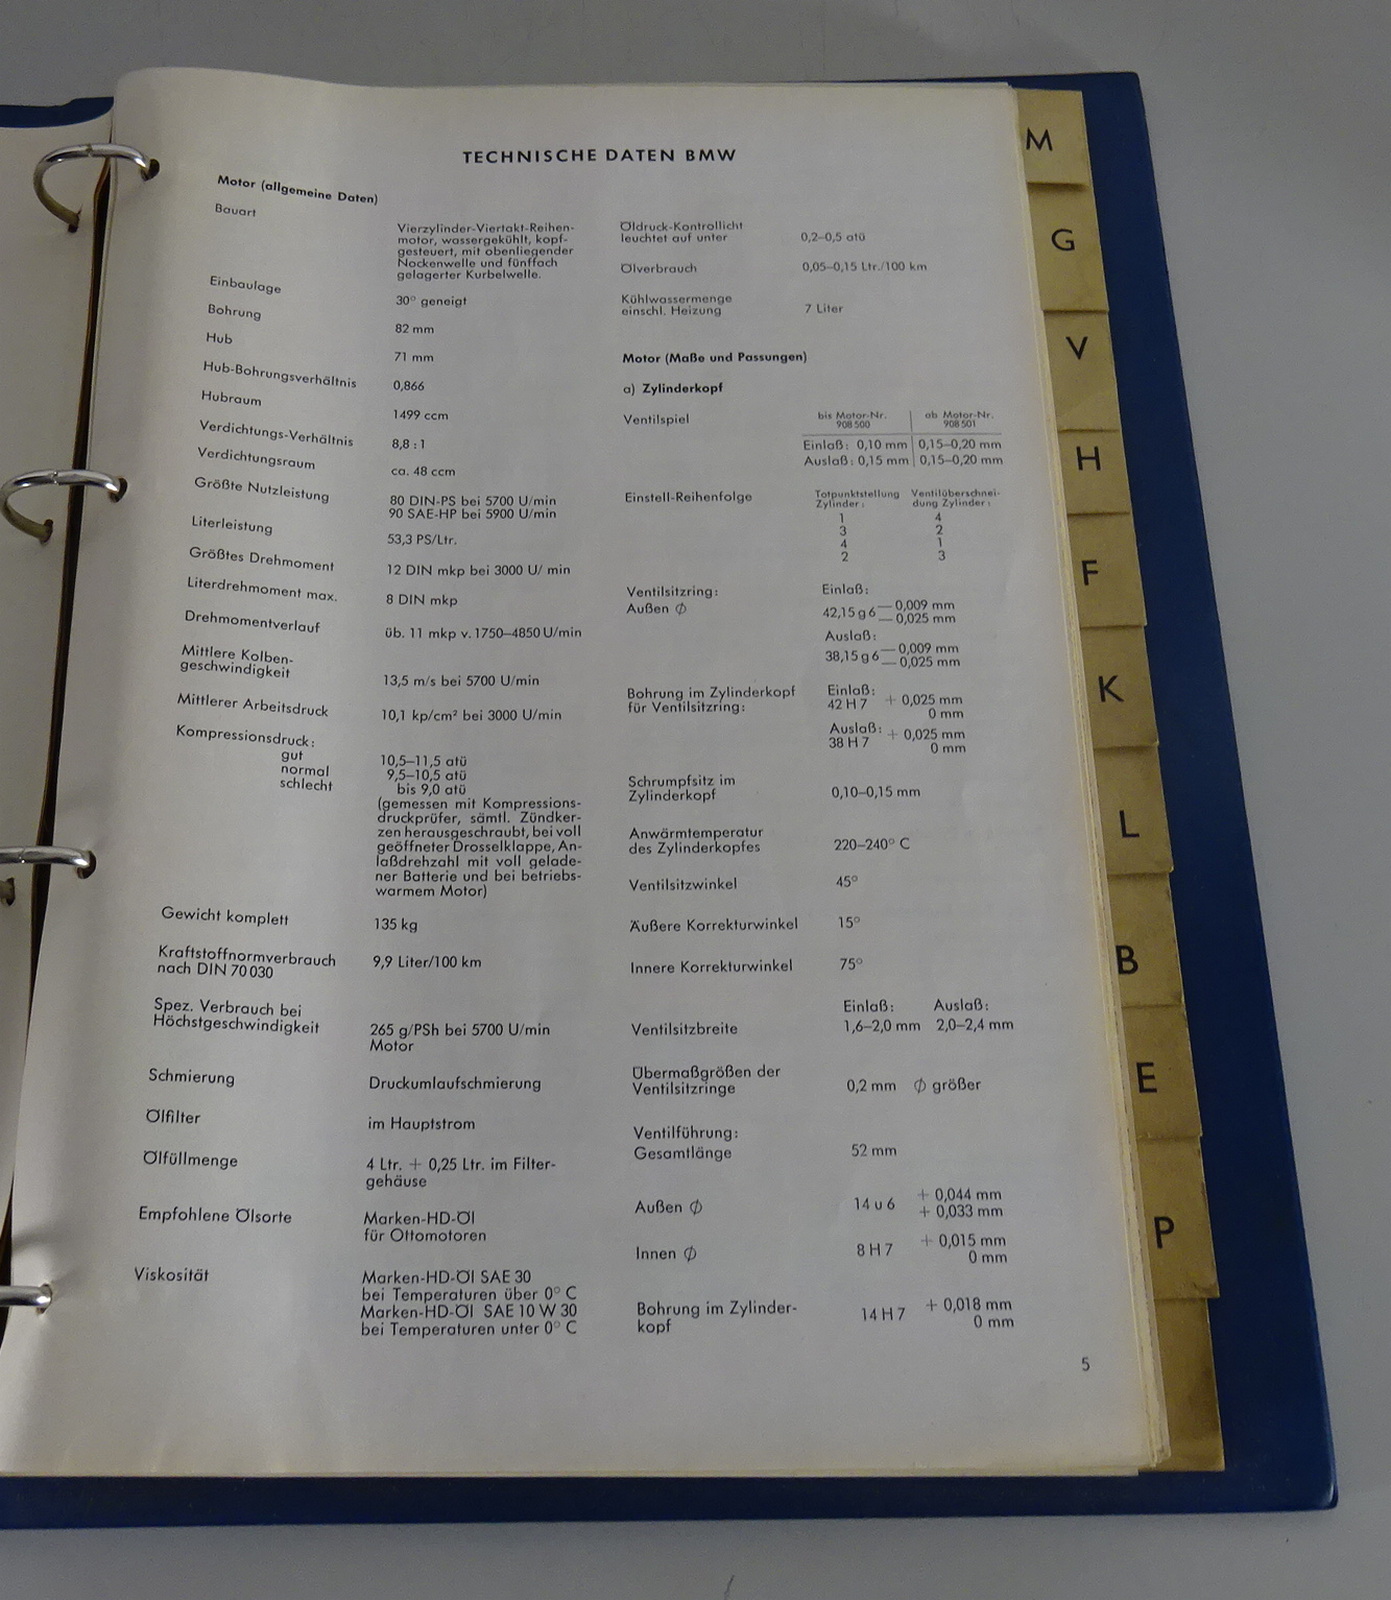 TECHNISCHE DATEN BMW
Motor (allgemeine Daten)
Bauart
Vierzylinder-Viertakt-Reihen-
motor, wassergekühlt, kopf-
gesteuert, mit obenliegender
Nockenwelle und fünffach
gelagerter Kurbelwelle.
Einbaulage 30° geneigt
Bohrung 82 mm
Hub 71 mm
Hub-Bohrungsverhältnis 0,866
Hubraum 1499 ccm
Verdichtungs-Verhältnis 8,8 : 1
Verdichtungsraum ca. 48 ccm
Größte Nutzleistung 80 DIN-PS bei 5700 U/min
90 SAE-HP bei 5900 U/min
Literleistung 53,3 PS/Ltr.
Größtes Drehmoment 12 DIN mkp bei 3000 U/ min
Literdrehmoment max. 8 DIN mkp
Drehmomentverlauf üb. 11 mkp v. 1750–4850 U/min
Mittlere Kolben-
geschwindigkeit 13,5 m/s bei 5700 U/min
Mittlerer Arbeitsdruck 10,1 kp/cm² bei 3000 U/min
Kompressionsdruck:
gut 10,5–11,5 atü
normal 9,5–10,5 atü
schlecht bis 9,0 atü
(gemessen mit Kompressions-
druckprüfer, sämtl. Zündker-
zen herausgeschraubt, bei voll
geöffneter Drosselklappe, An-
laßdrehzahl mit voll gelade-
ner Batterie und bei betriebs-
warmem Motor)
Gewicht komplett 135 kg
Kraftstoffnormverbrauch
nach DIN 70 030 9,9 Liter/100 km
Spez. Verbrauch bei
Höchstgeschwindigkeit 265 g/PSh bei 5700 U/min
Motor
Schmierung Druckumlaufschmierung
Ölfilter im Hauptstrom
Ölfüllmenge 4 Ltr. + 0,25 Ltr. im Filter-
gehäuse
Empfohlene Ölsorte Marken-HD-Öl
für Ottomotoren
Viskosität Marken-HD-Öl SAE 30
bei Temperaturen über 0° C
Marken-HD-Öl SAE 10 W 30
bei Temperaturen unter 0° C
Öldruck-Kontrollicht
leuchtet auf unter 0,2–0,5 atü
Ölverbrauch 0,05–0,15 Ltr./100 km
Kühlwassermenge
einschl. Heizung 7 Liter
Motor (Maße und Passungen)
a) Zylinderkopf
Ventilspiel bis Motor-Nr. ab Motor-Nr.
908 500 908 501
Einlaß: 0,10 mm 0,15–0,20 mm
Auslaß: 0,15 mm 0,15–0,20 mm
Einstell-Reihenfolge Totpunktstellung Ventilüberschnei-
Zylinder: dung Zylinder:
1 4
3 2
4 1
2 3
Ventilsitzring: Einlaß:
Außen ∅ 42,15 g 6 — 0,009 mm
— 0,025 mm
Auslaß:
38,15 g 6 — 0,009 mm
— 0,025 mm
Bohrung im Zylinderkopf Einlaß:
für Ventilsitzring: 42 H 7 + 0,025 mm
0 mm
Auslaß:
38 H 7 + 0,025 mm
0 mm
Schrumpfsitz im
Zylinderkopf 0,10–0,15 mm
Anwärmtemperatur
des Zylinderkopfes 220–240° C
Ventilsitzwinkel 45°
Äußere Korrekturwinkel 15°
Innere Korrekturwinkel 75°
Einlaß: Auslaß:
Ventilsitzbreite 1,6–2,0 mm 2,0–2,4 mm
Übermaßgrößen der
Ventilsitzringe 0,2 mm ∅ größer
Ventilführung:
Gesamtlänge 52 mm
Außen ∅ 14 u 6 + 0,044 mm
+ 0,033 mm
Innen ∅ 8 H 7 + 0,015 mm
0 mm
Bohrung im Zylinder-
kopf 14 H 7 + 0,018 mm
0 mm
5
M
G
V
H
F
K
L
B
E
P